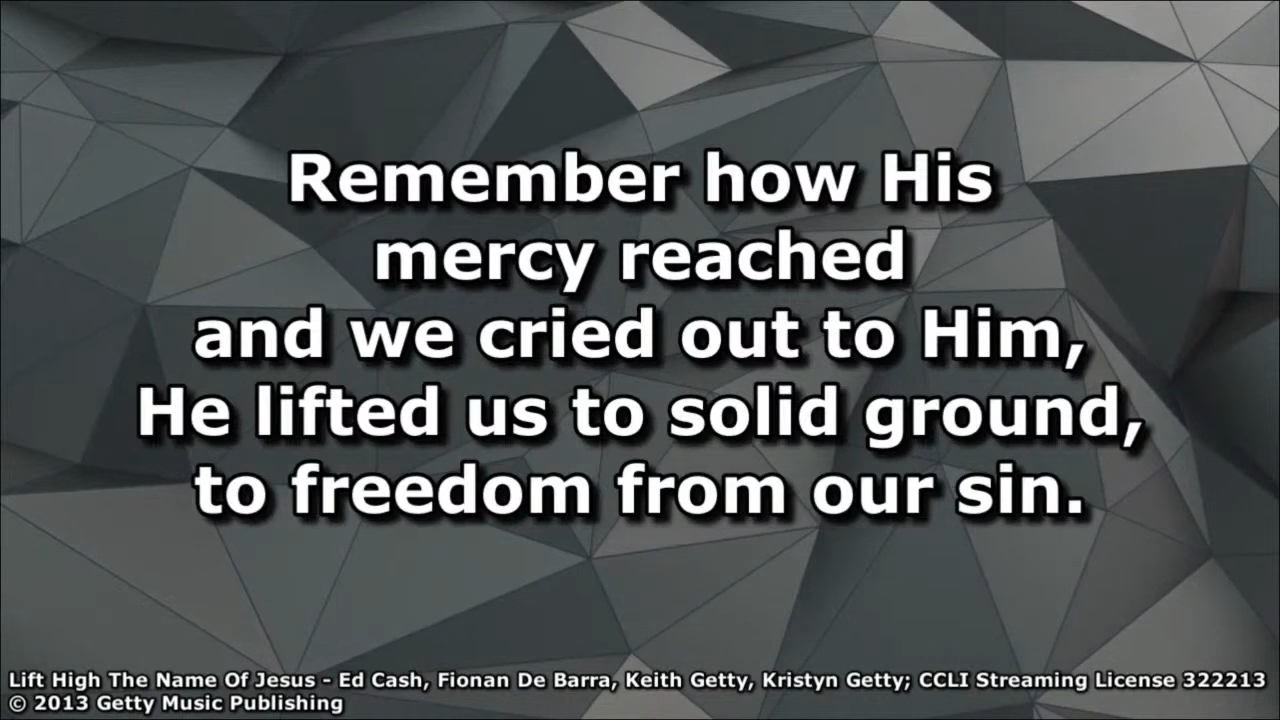 Remember how His
mercy reached
and we cried out to Him,
He lifted us to solid ground,
to freedom from our sin.
Lift High The Name Of Jesus - Ed Cash, Fionan De Barra, Keith Getty, Kristyn Getty; CCLI Streaming License 322213
© 2013 Getty Music Publishing